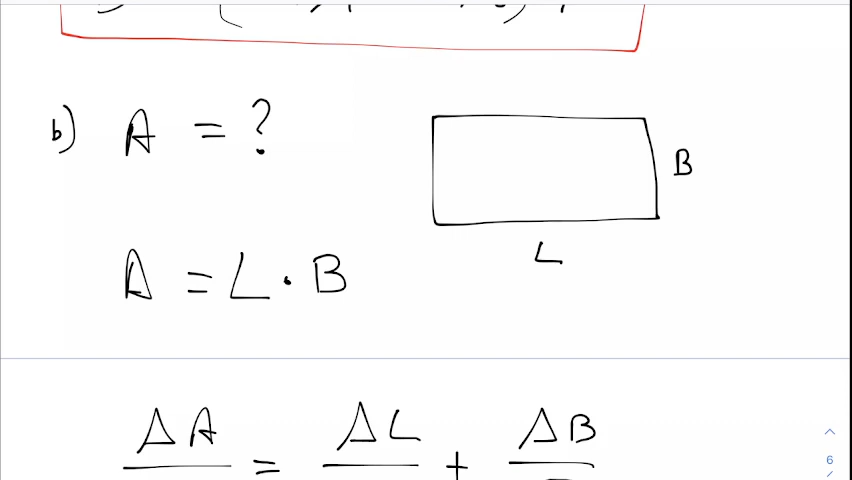 b) A = ?
B
L
A = L · B
ΔA = ΔL + ΔB
6